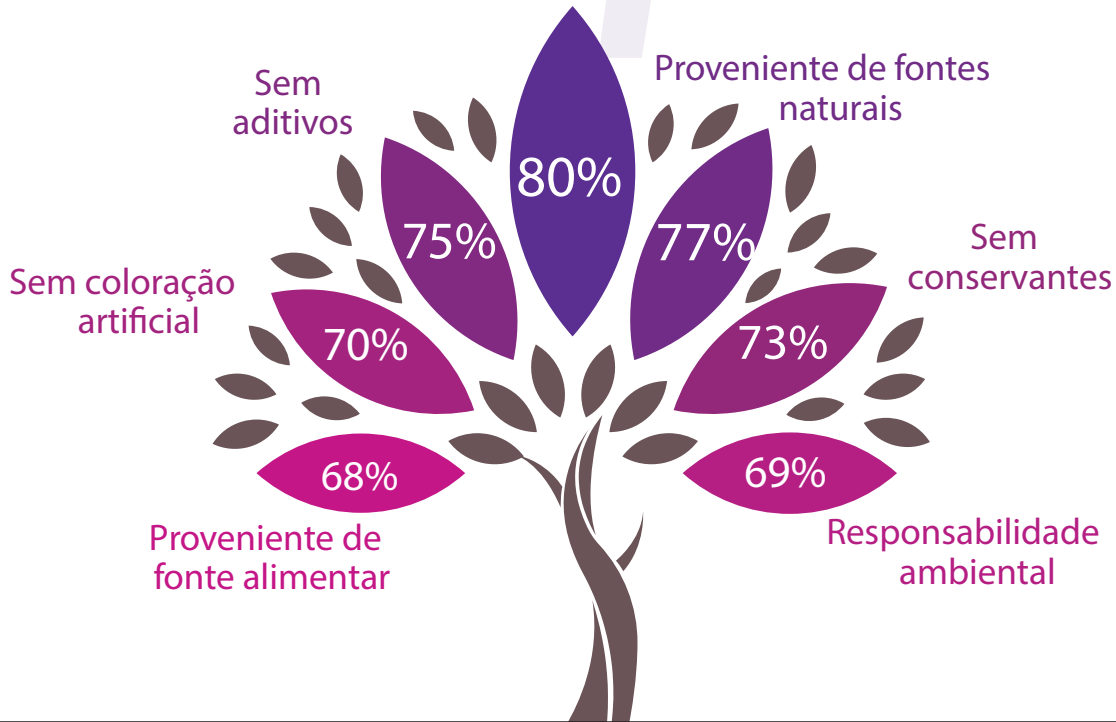 80%
Sem
aditivos
75%
Proveniente de fontes
naturais
77%
Sem coloração
artificial
70%
Sem
conservantes
73%
68%
Proveniente de
fonte alimentar
69%
Responsabilidade
ambiental